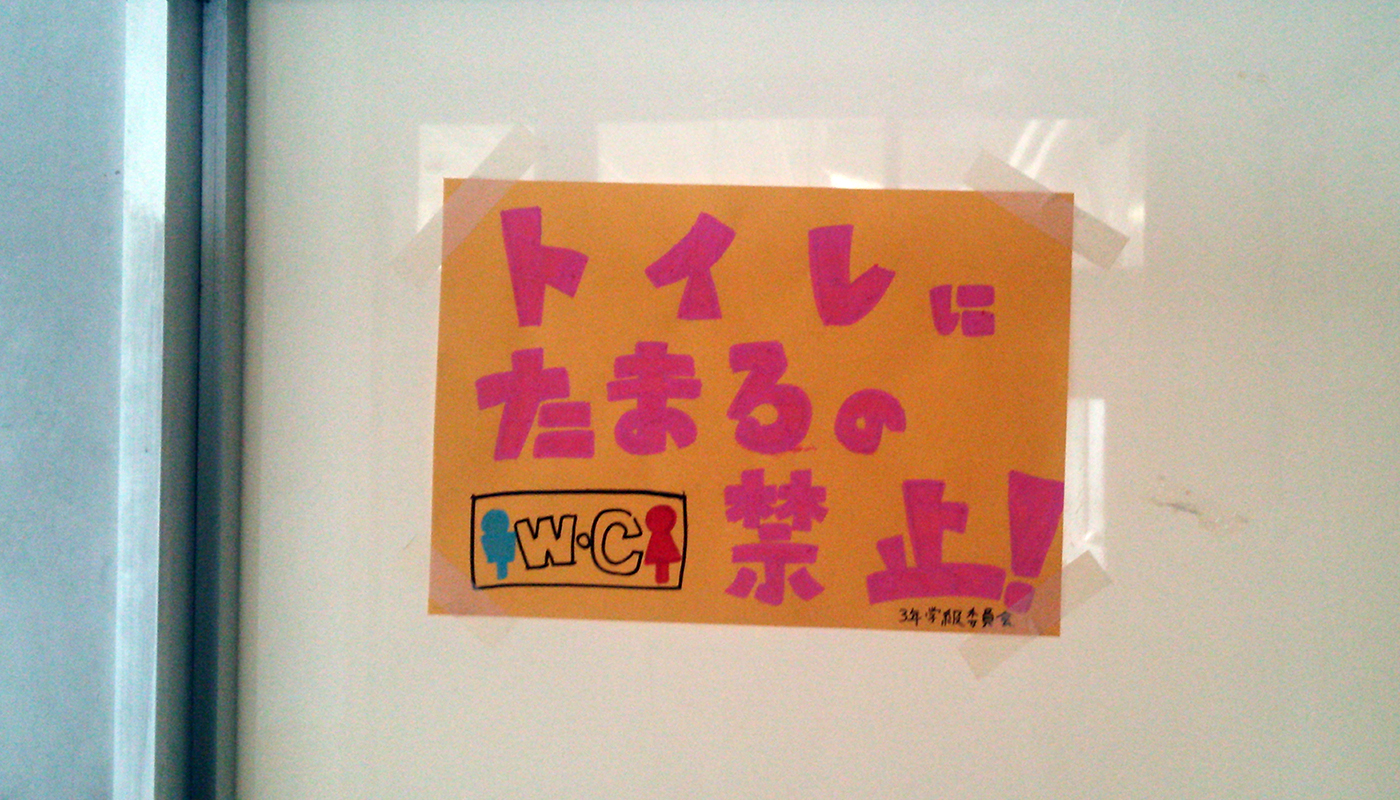 トイレに
たまるの
禁止!
W・C
3年学級委員会